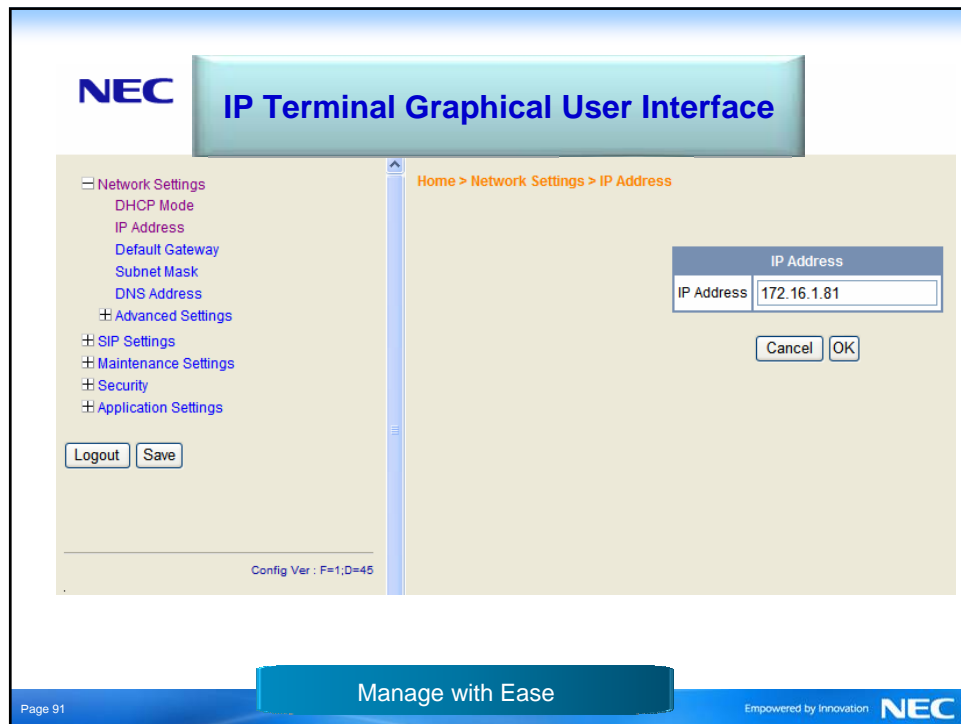 NEC
IP Terminal Graphical User Interface
Network Settings
DHCP Mode
IP Address
Default Gateway
Subnet Mask
DNS Address
Advanced Settings
SIP Settings
Maintenance Settings
Security
Application Settings
Logout Save
Config Ver : F=1;D=45
.
Home > Network Settings > IP Address
IP Address
IP Address 172.16.1.81
Cancel OK
Manage with Ease
Page 91
Empowered by Innovation NEC